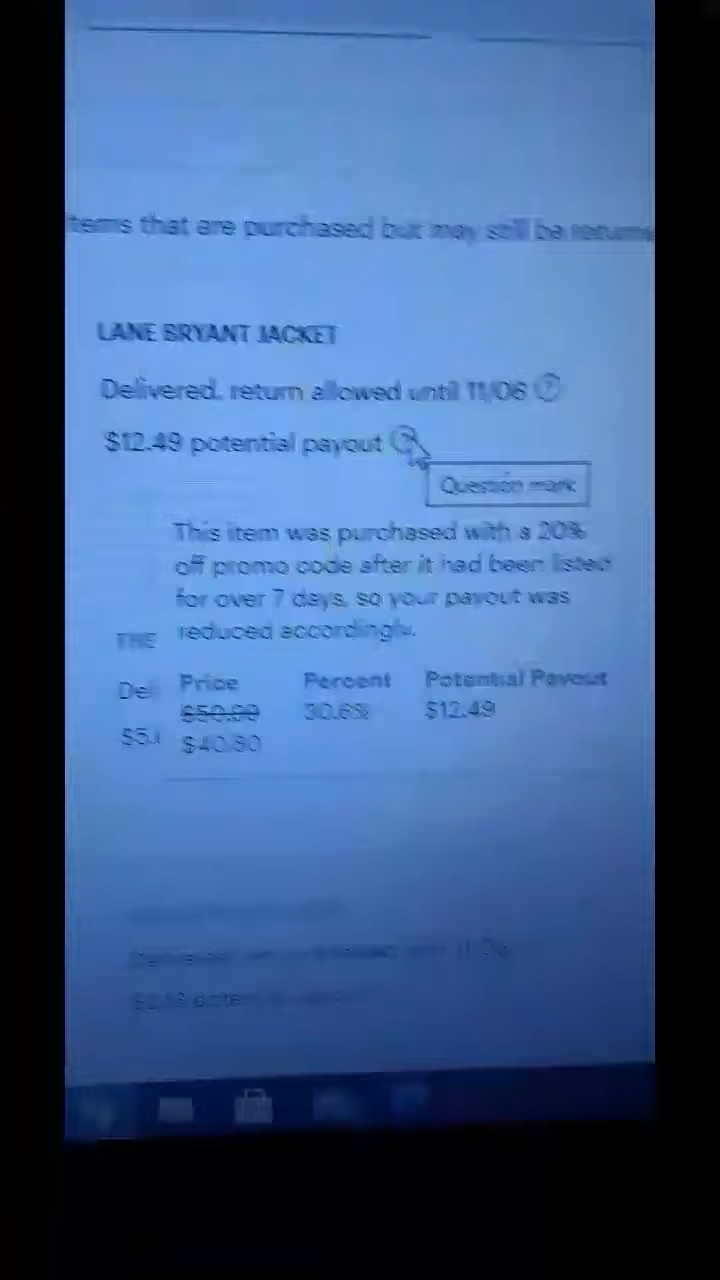 items that are purchased but may still be
LANE BRYANT JACKET
Delivered, return allowed until 11/06 ?
$12.49 potential payout ?
Question mark
This item was purchased with a 20%
off promo code after it had been listed
for over 7 days, so your payout was
reduced accordingly.
THE
Price Percent Potential Payout
30.6% $12.49
$40.80